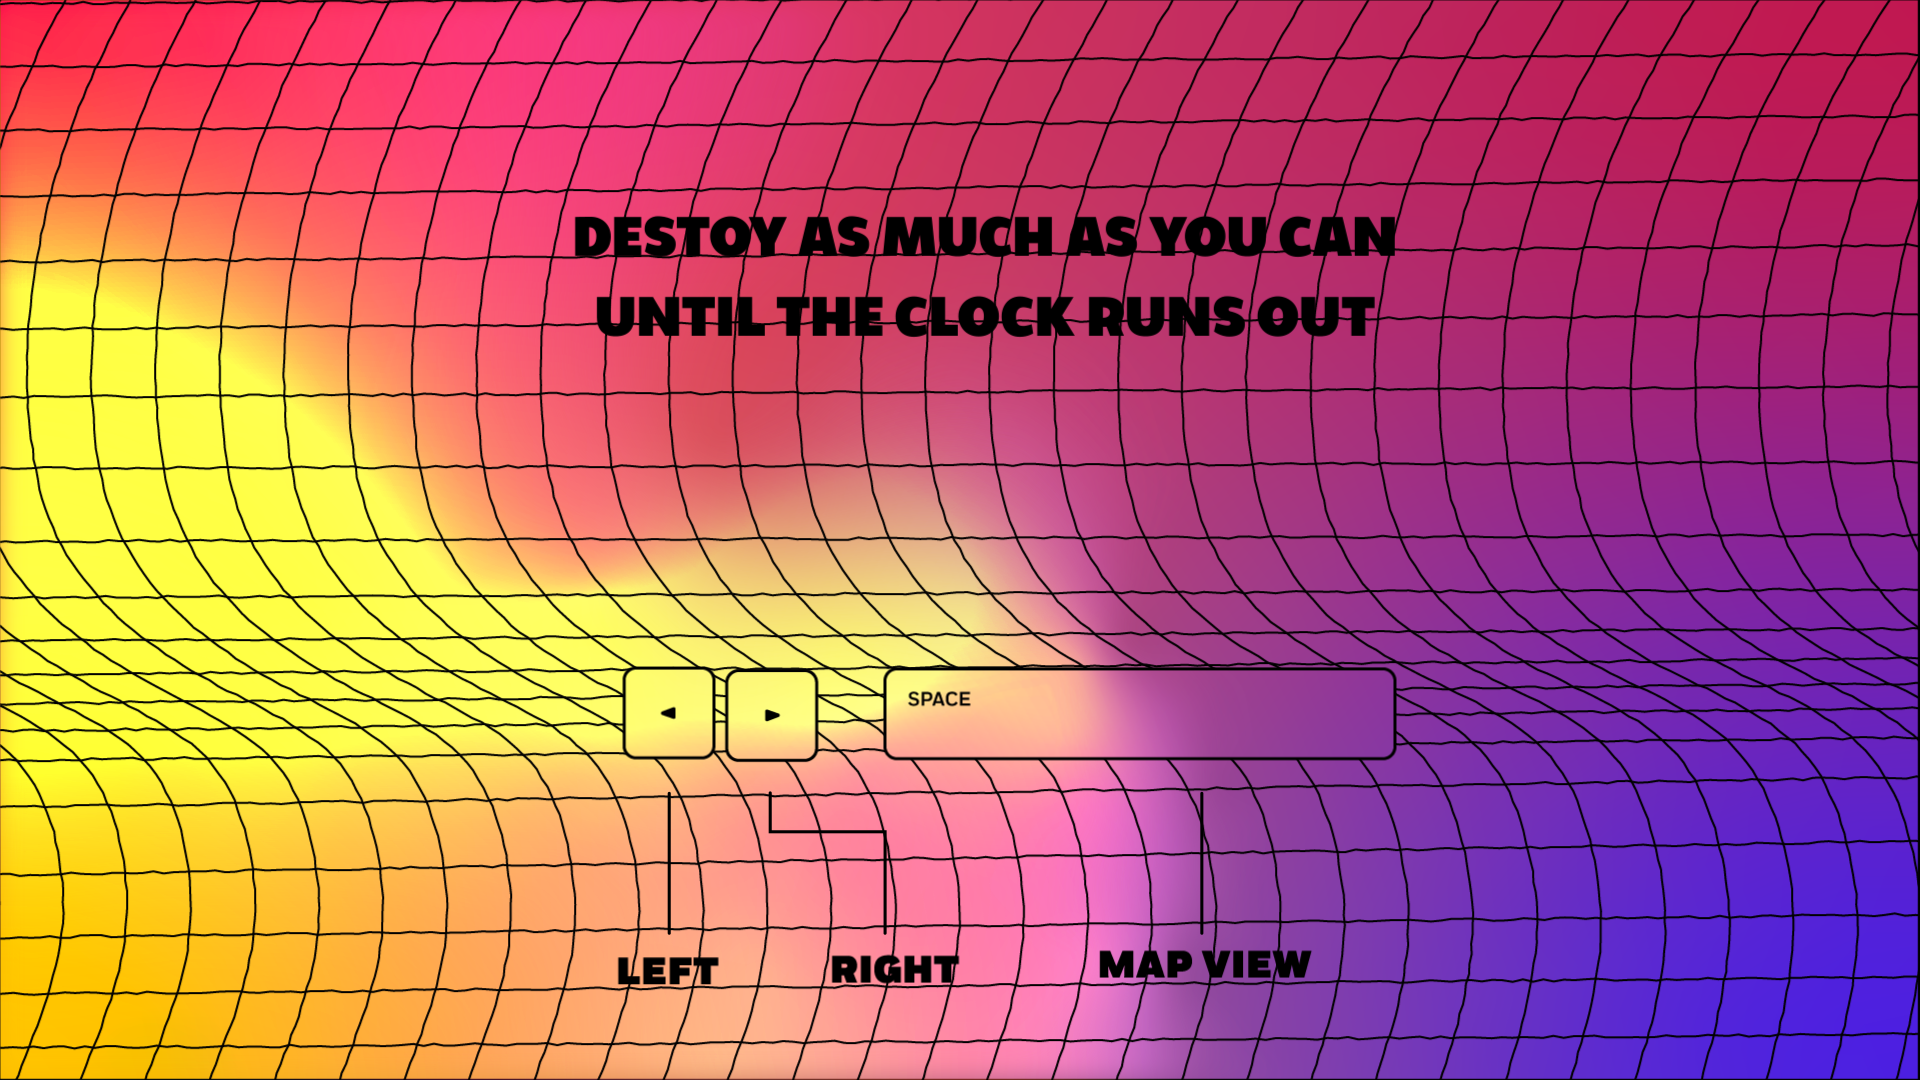 DESTOY AS MUCH AS YOU CAN
UNTIL THE CLOCK RUNS OUT
◄ ► SPACE
LEFT RIGHT MAP VIEW